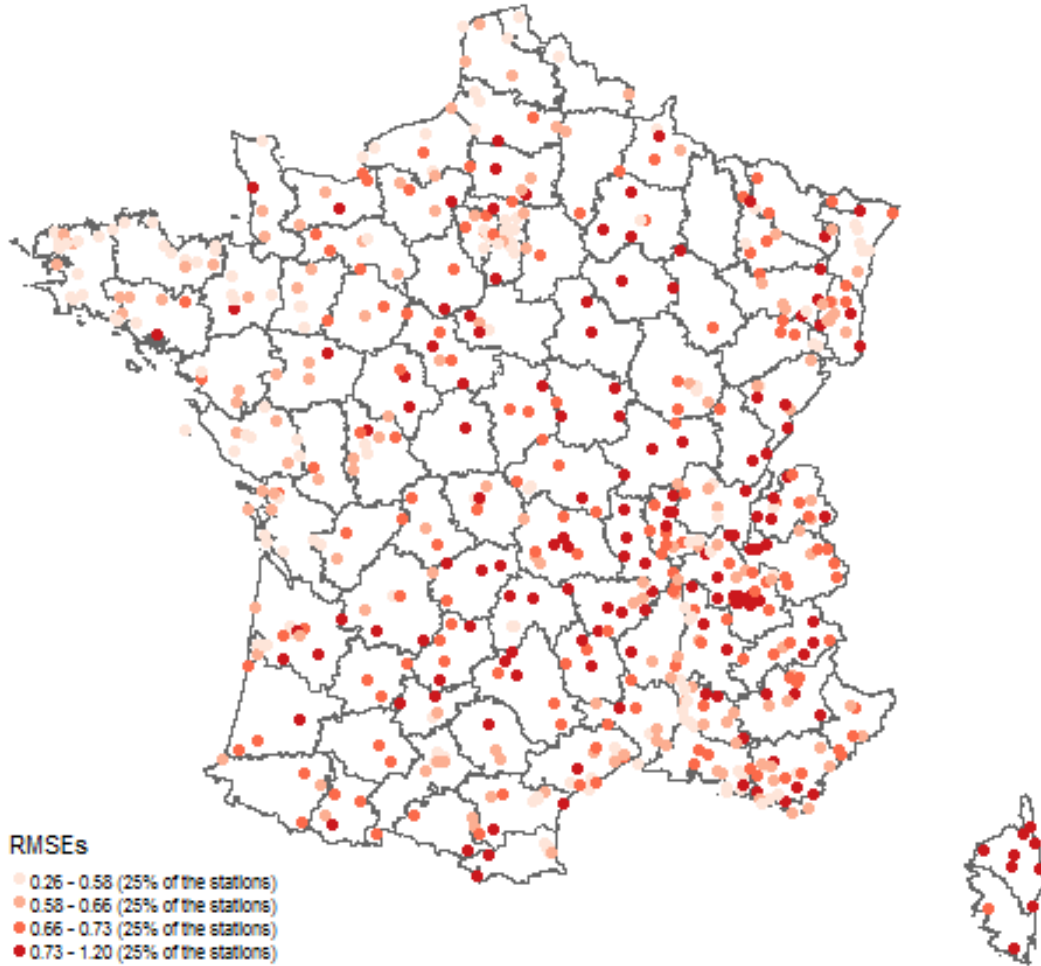 RMSEs
0.26 - 0.58 (25% of the stations)
0.58 - 0.66 (25% of the stations)
0.66 - 0.73 (25% of the stations)
0.73 - 1.20 (25% of the stations)